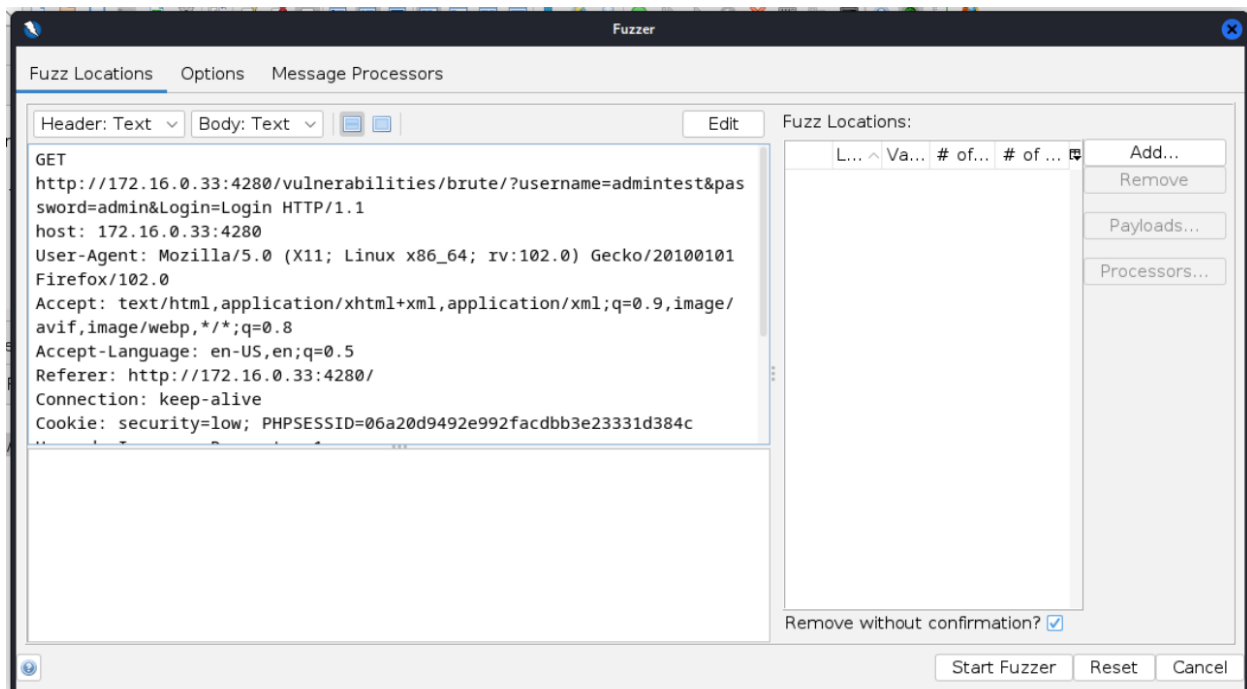 Fuzzer
Fuzz Locations Options Message Processors
Header: Text Body: Text Edit
GET
http://172.16.0.33:4280/vulnerabilities/brute/?username=admintest&pas
sword=admin&Login=Login HTTP/1.1
host: 172.16.0.33:4280
User-Agent: Mozilla/5.0 (X11; Linux x86_64; rv:102.0) Gecko/20100101
Firefox/102.0
Accept: text/html,application/xhtml+xml,application/xml;q=0.9,image/
avif,image/webp,*/*;q=0.8
Accept-Language: en-US,en;q=0.5
Referer: http://172.16.0.33:4280/
Connection: keep-alive
Cookie: security=low; PHPSESSID=06a20d9492e992facdbb3e23331d384c
Fuzz Locations:
L... Va... # of... # of ...
Add...
Remove
Payloads...
Processors...
Remove without confirmation?
Start Fuzzer Reset Cancel